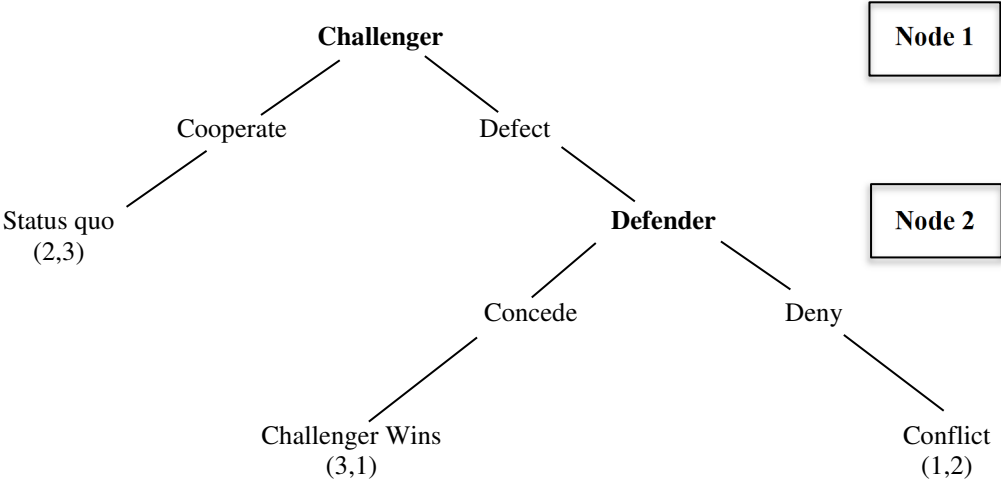 Challenger
Node 1
Cooperate
Defect
Status quo
(2,3)
Defender
Node 2
Concede
Deny
Challenger Wins
(3,1)
Conflict
(1,2)